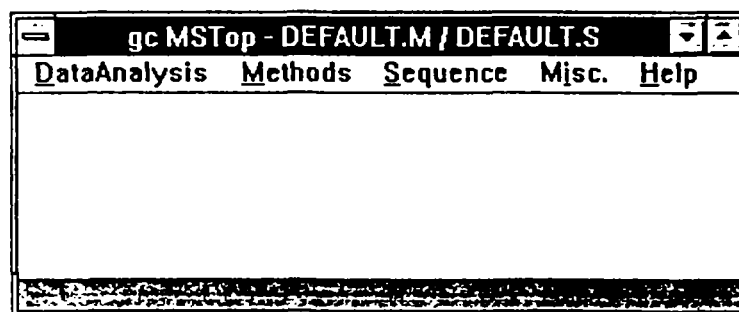 gc MSTop - DEFAULT.M / DEFAULT.S
DataAnalysis Methods Sequence Misc. Help